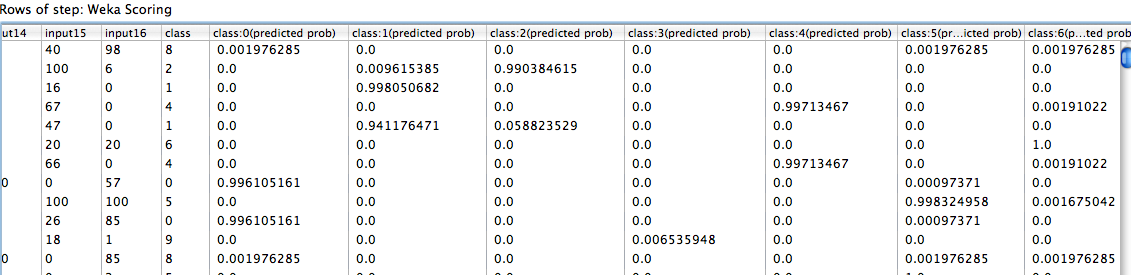 Rows of step: Weka Scoring
ut14 input15 input16 class class:0(predicted prob) class:1(predicted prob) class:2(predicted prob) class:3(predicted prob) class:4(predicted prob) class:5(pr...icted prob) class:6(p...ted prob
40 98 8 0.001976285 0.0 0.0 0.0 0.0 0.001976285 0.001976285
100 6 2 0.0 0.009615385 0.990384615 0.0 0.0 0.0 0.0
16 0 1 0.0 0.998050682 0.0 0.0 0.0 0.0 0.0
67 0 4 0.0 0.0 0.0 0.0 0.99713467 0.0 0.00191022
47 0 1 0.0 0.941176471 0.058823529 0.0 0.0 0.0 0.0
20 20 6 0.0 0.0 0.0 0.0 0.0 0.0 1.0
66 0 4 0.0 0.0 0.0 0.0 0.99713467 0.0 0.00191022
0 0 57 0 0.996105161 0.0 0.0 0.0 0.0 0.00097371 0.0
100 100 5 0.0 0.0 0.0 0.0 0.0 0.998324958 0.001675042
26 85 0 0.996105161 0.0 0.0 0.0 0.0 0.00097371 0.0
18 1 9 0.0 0.0 0.0 0.006535948 0.0 0.0 0.0
0 0 85 8 0.001976285 0.0 0.0 0.0 0.0 0.001976285 0.001976285